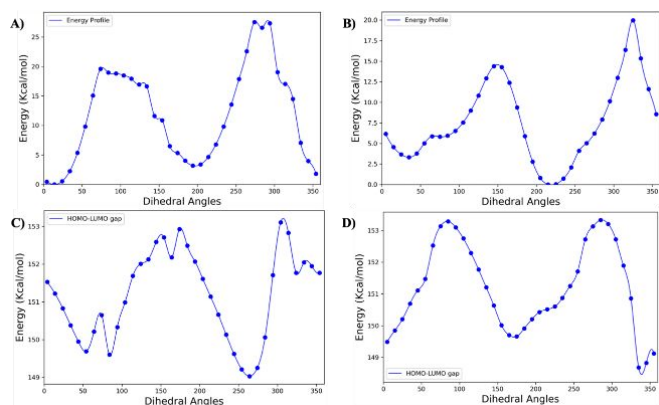 A)
Energy Profile
Energy (Kcal/mol)
25
20
15
10
5
0
0 50 100 150 200 250 300 350
Dihedral Angles
B)
Energy Profile
Energy (Kcal/mol)
20.0
17.5
15.0
12.5
10.0
7.5
5.0
2.5
0.0
0 50 100 150 200 250 300 350
Dihedral Angles
C)
HOMO-LUMO gap
Energy (Kcal/mol)
153
152
151
150
149
0 50 100 150 200 250 300 350
Dihedral Angles
D)
HOMO-LUMO gap
Energy (Kcal/mol)
153
152
151
150
149
0 50 100 150 200 250 300 350
Dihedral Angles